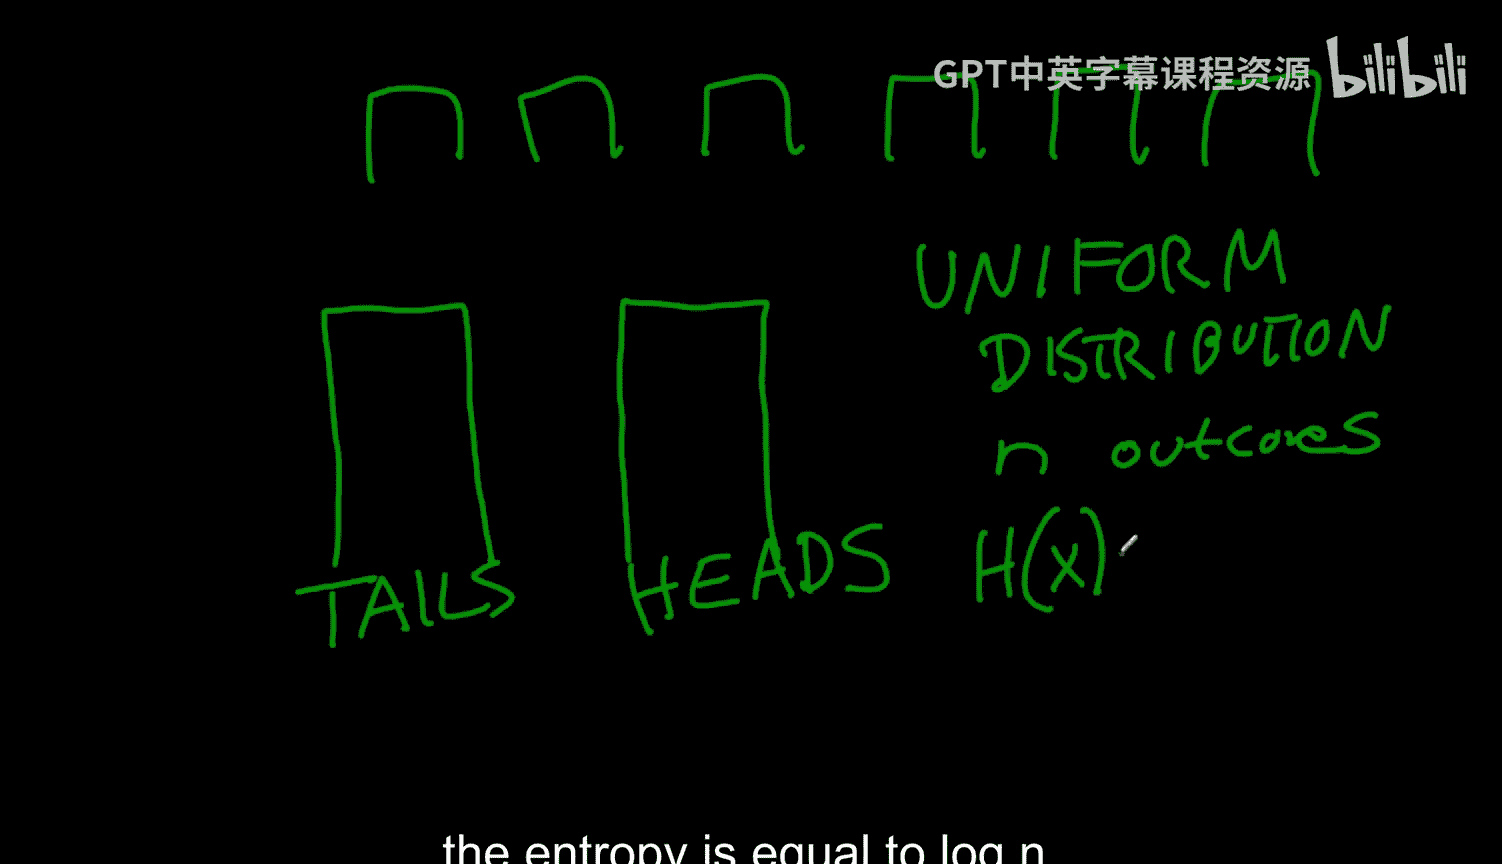 GPT中英字幕课程资源 bilibili
UNIFORM
DISTRIBUTION
n outcomes
H(x)
TAILS
HEADS
the entropy is equal to log n